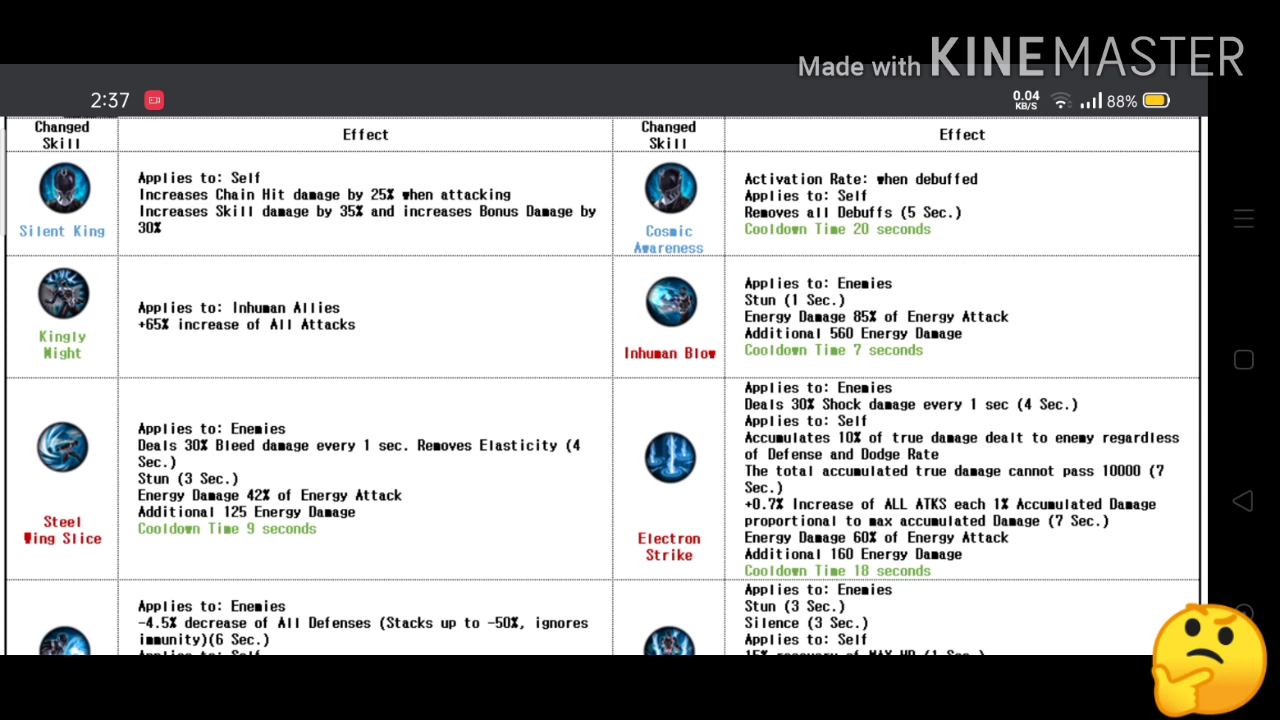 Made with KINEMASTER
2:37
0.04
KB/S
88%
Changed
Skill
Effect
Changed
Skill
Effect
Silent King
Applies to: Self
Increases Chain Hit damage by 25% when attacking
Increases Skill damage by 35% and increases Bonus Damage by
30%
Cosmic
Awareness
Activation Rate: when debuffed
Applies to: Self
Removes all Debuffs (5 Sec.)
Cooldown Time 20 seconds
Kingly
Might
Applies to: Inhuman Allies
+65% increase of All Attacks
Inhuman Blow
Applies to: Enemies
Stun (1 Sec.)
Energy Damage 85% of Energy Attack
Additional 560 Energy Damage
Cooldown Time 7 seconds
Steel
Wing Slice
Applies to: Enemies
Deals 30% Bleed damage every 1 sec. Removes Elasticity (4
Sec.)
Stun (3 Sec.)
Energy Damage 42% of Energy Attack
Additional 125 Energy Damage
Cooldown Time 9 seconds
Electron
Strike
Applies to: Enemies
Deals 30% Shock damage every 1 sec (4 Sec.)
Applies to: Self
Accumulates 10% of true damage dealt to enemy regardless
of Defense and Dodge Rate
The total accumulated true damage cannot pass 10000 (7
Sec.)
+0.7% Increase of ALL ATKS each 1% Accumulated Damage
proportional to max accumulated Damage (7 Sec.)
Energy Damage 60% of Energy Attack
Additional 160 Energy Damage
Cooldown Time 18 seconds
Applies to: Enemies
-4.5% decrease of All Defenses (Stacks up to -50%, ignores
immunity)(6 Sec.)
Applies to: Self
Applies to: Enemies
Stun (3 Sec.)
Silence (3 Sec.)
Applies to: Self
15% recovery of MAX HP (1 Sec.)